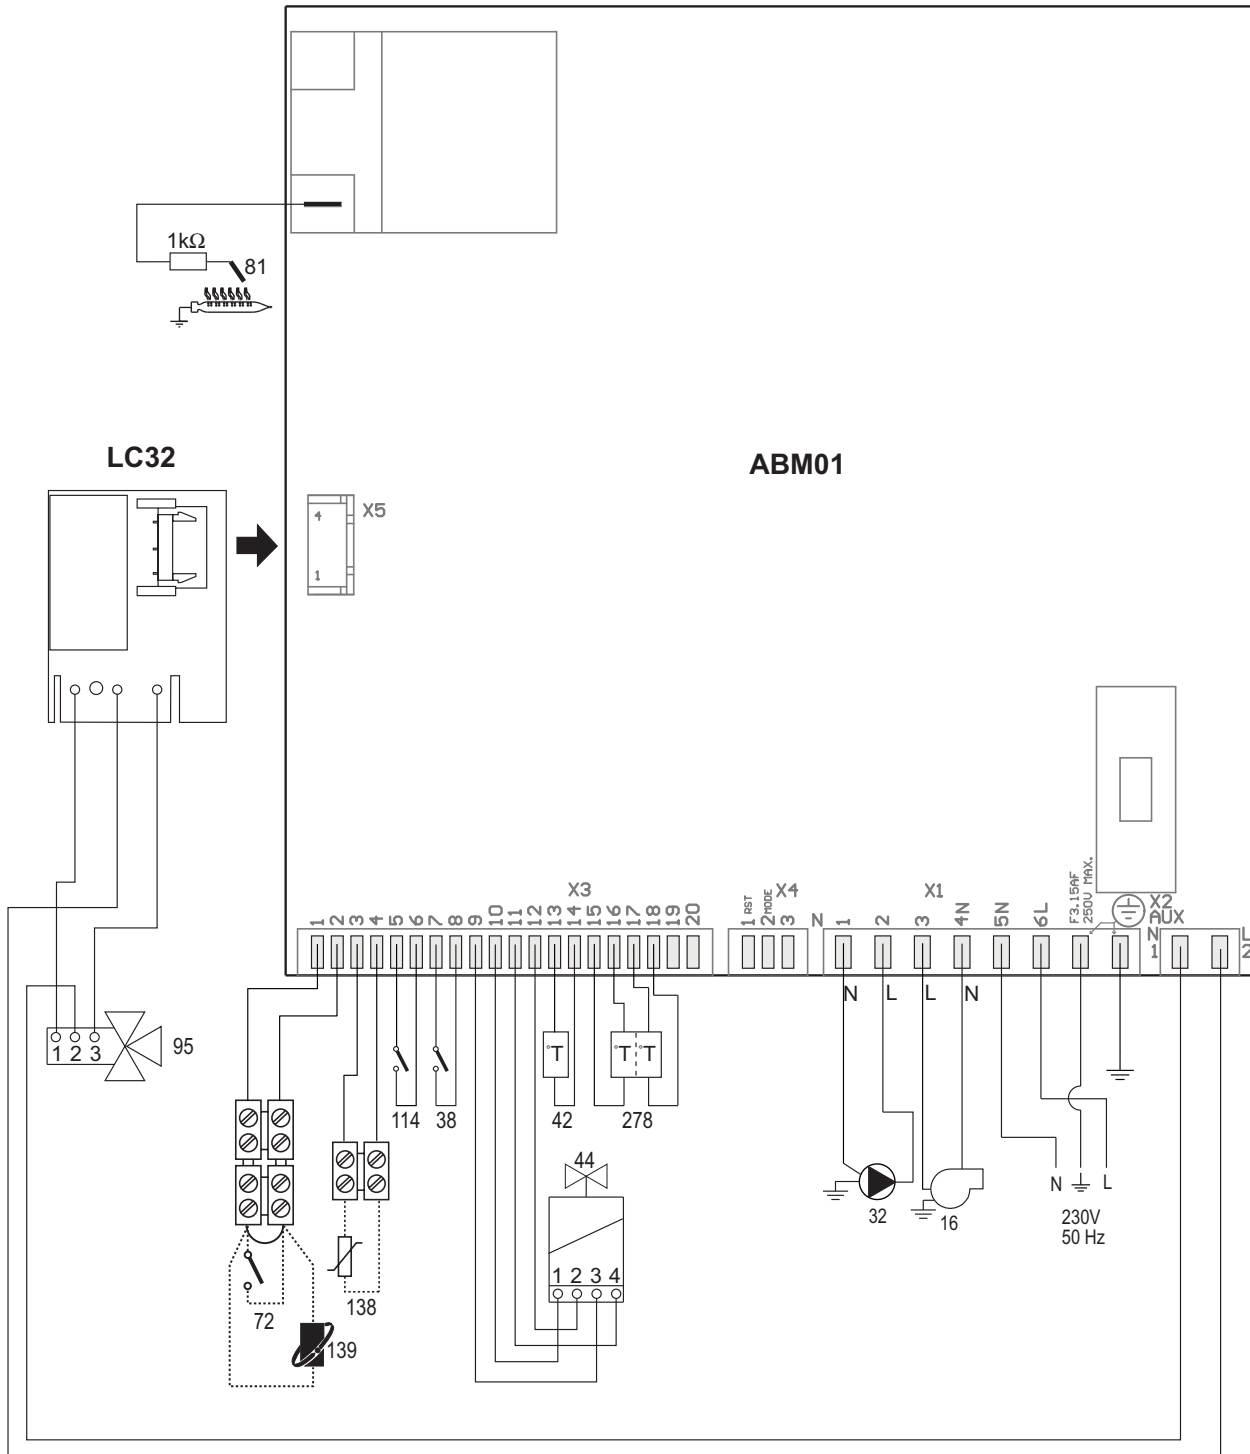 1kΩ
81
LC32
ABM01
X5
4
1
X3
1 2 3 4 5 6 7 8 9 10 11 12 13 14 15 16 17 18 19 20
X4
1 RST
2 MODE
3
X1
N 1 2 3 4N 5N 6L
F3.15AF
250V MAX.
X2
AUX
N 1
L 2
N L L N
1 2 3
95
114
38
42
°T
°T °T
278
44
1 2 3 4
32
16
N L
230V
50 Hz
72
138
139